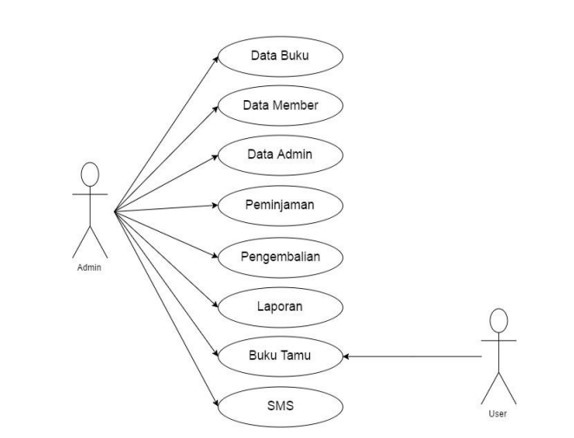 Data Buku
Data Member
Data Admin
Peminjaman
Pengembalian
Laporan
Buku Tamu
SMS
Admin
User